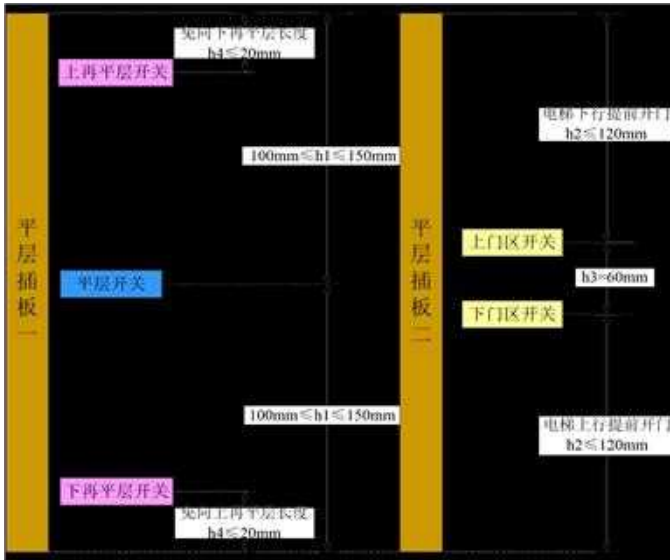 免向下再平层长度
h4≤20mm
上再平层开关
电梯下行提前开门
h2≤120mm
100mm≤h1≤150mm
平层插板一
平层插板二
上门区开关
平层开关
h3=60mm
下门区开关
100mm≤h1≤150mm
电梯上行提前开门
h2≤120mm
下再平层开关
免向上再平层长度
h4≤20mm